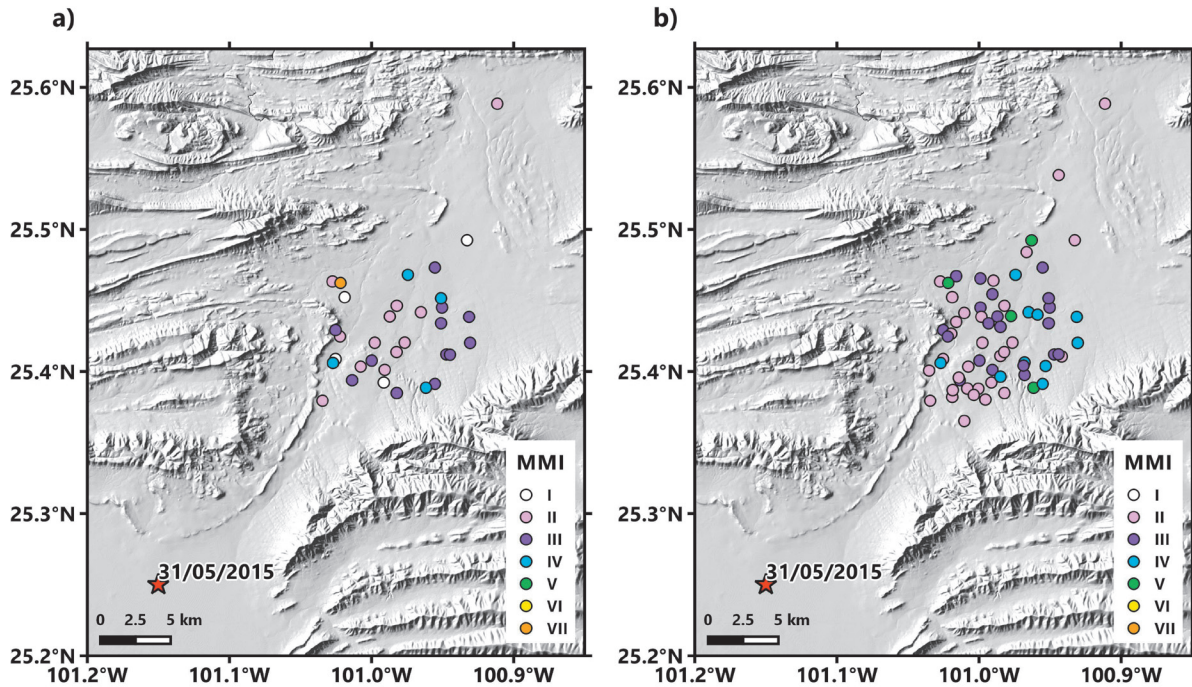 a)
b)
25.6°N
25.5°N
25.4°N
25.3°N
25.2°N
101.2°W
101.1°W
101.0°W
100.9°W
31/05/2015
0 2.5 5 km
MMI
I
II
III
IV
V
VI
VII
25.6°N
25.5°N
25.4°N
25.3°N
25.2°N
101.2°W
101.1°W
101.0°W
100.9°W
31/05/2015
0 2.5 5 km
MMI
I
II
III
IV
V
VI
VII